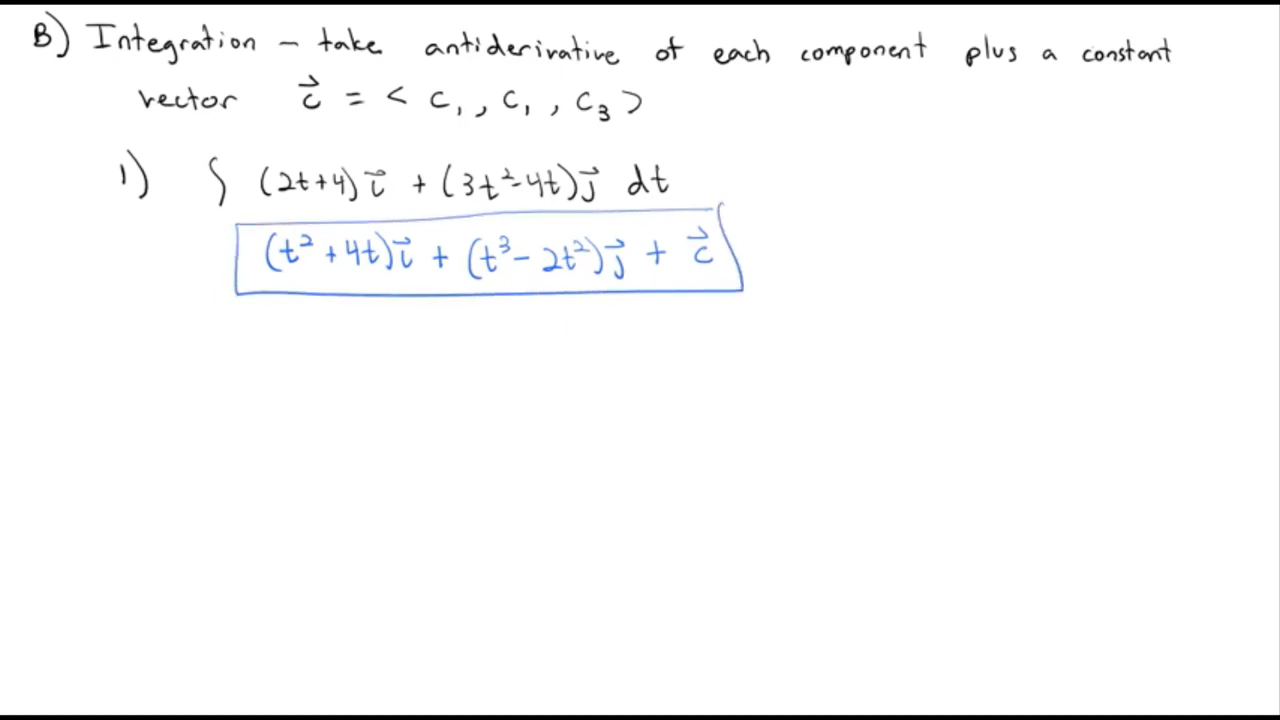 B) Integration - take antiderivative of each component plus a constant
vector c⃗ = < c₁, c₁, c₃ >
1) ∫ (2t+4)i⃗ + (3t²-4t)j⃗ dt
(t² + 4t)i⃗ + (t³ - 2t²)j⃗ + c⃗